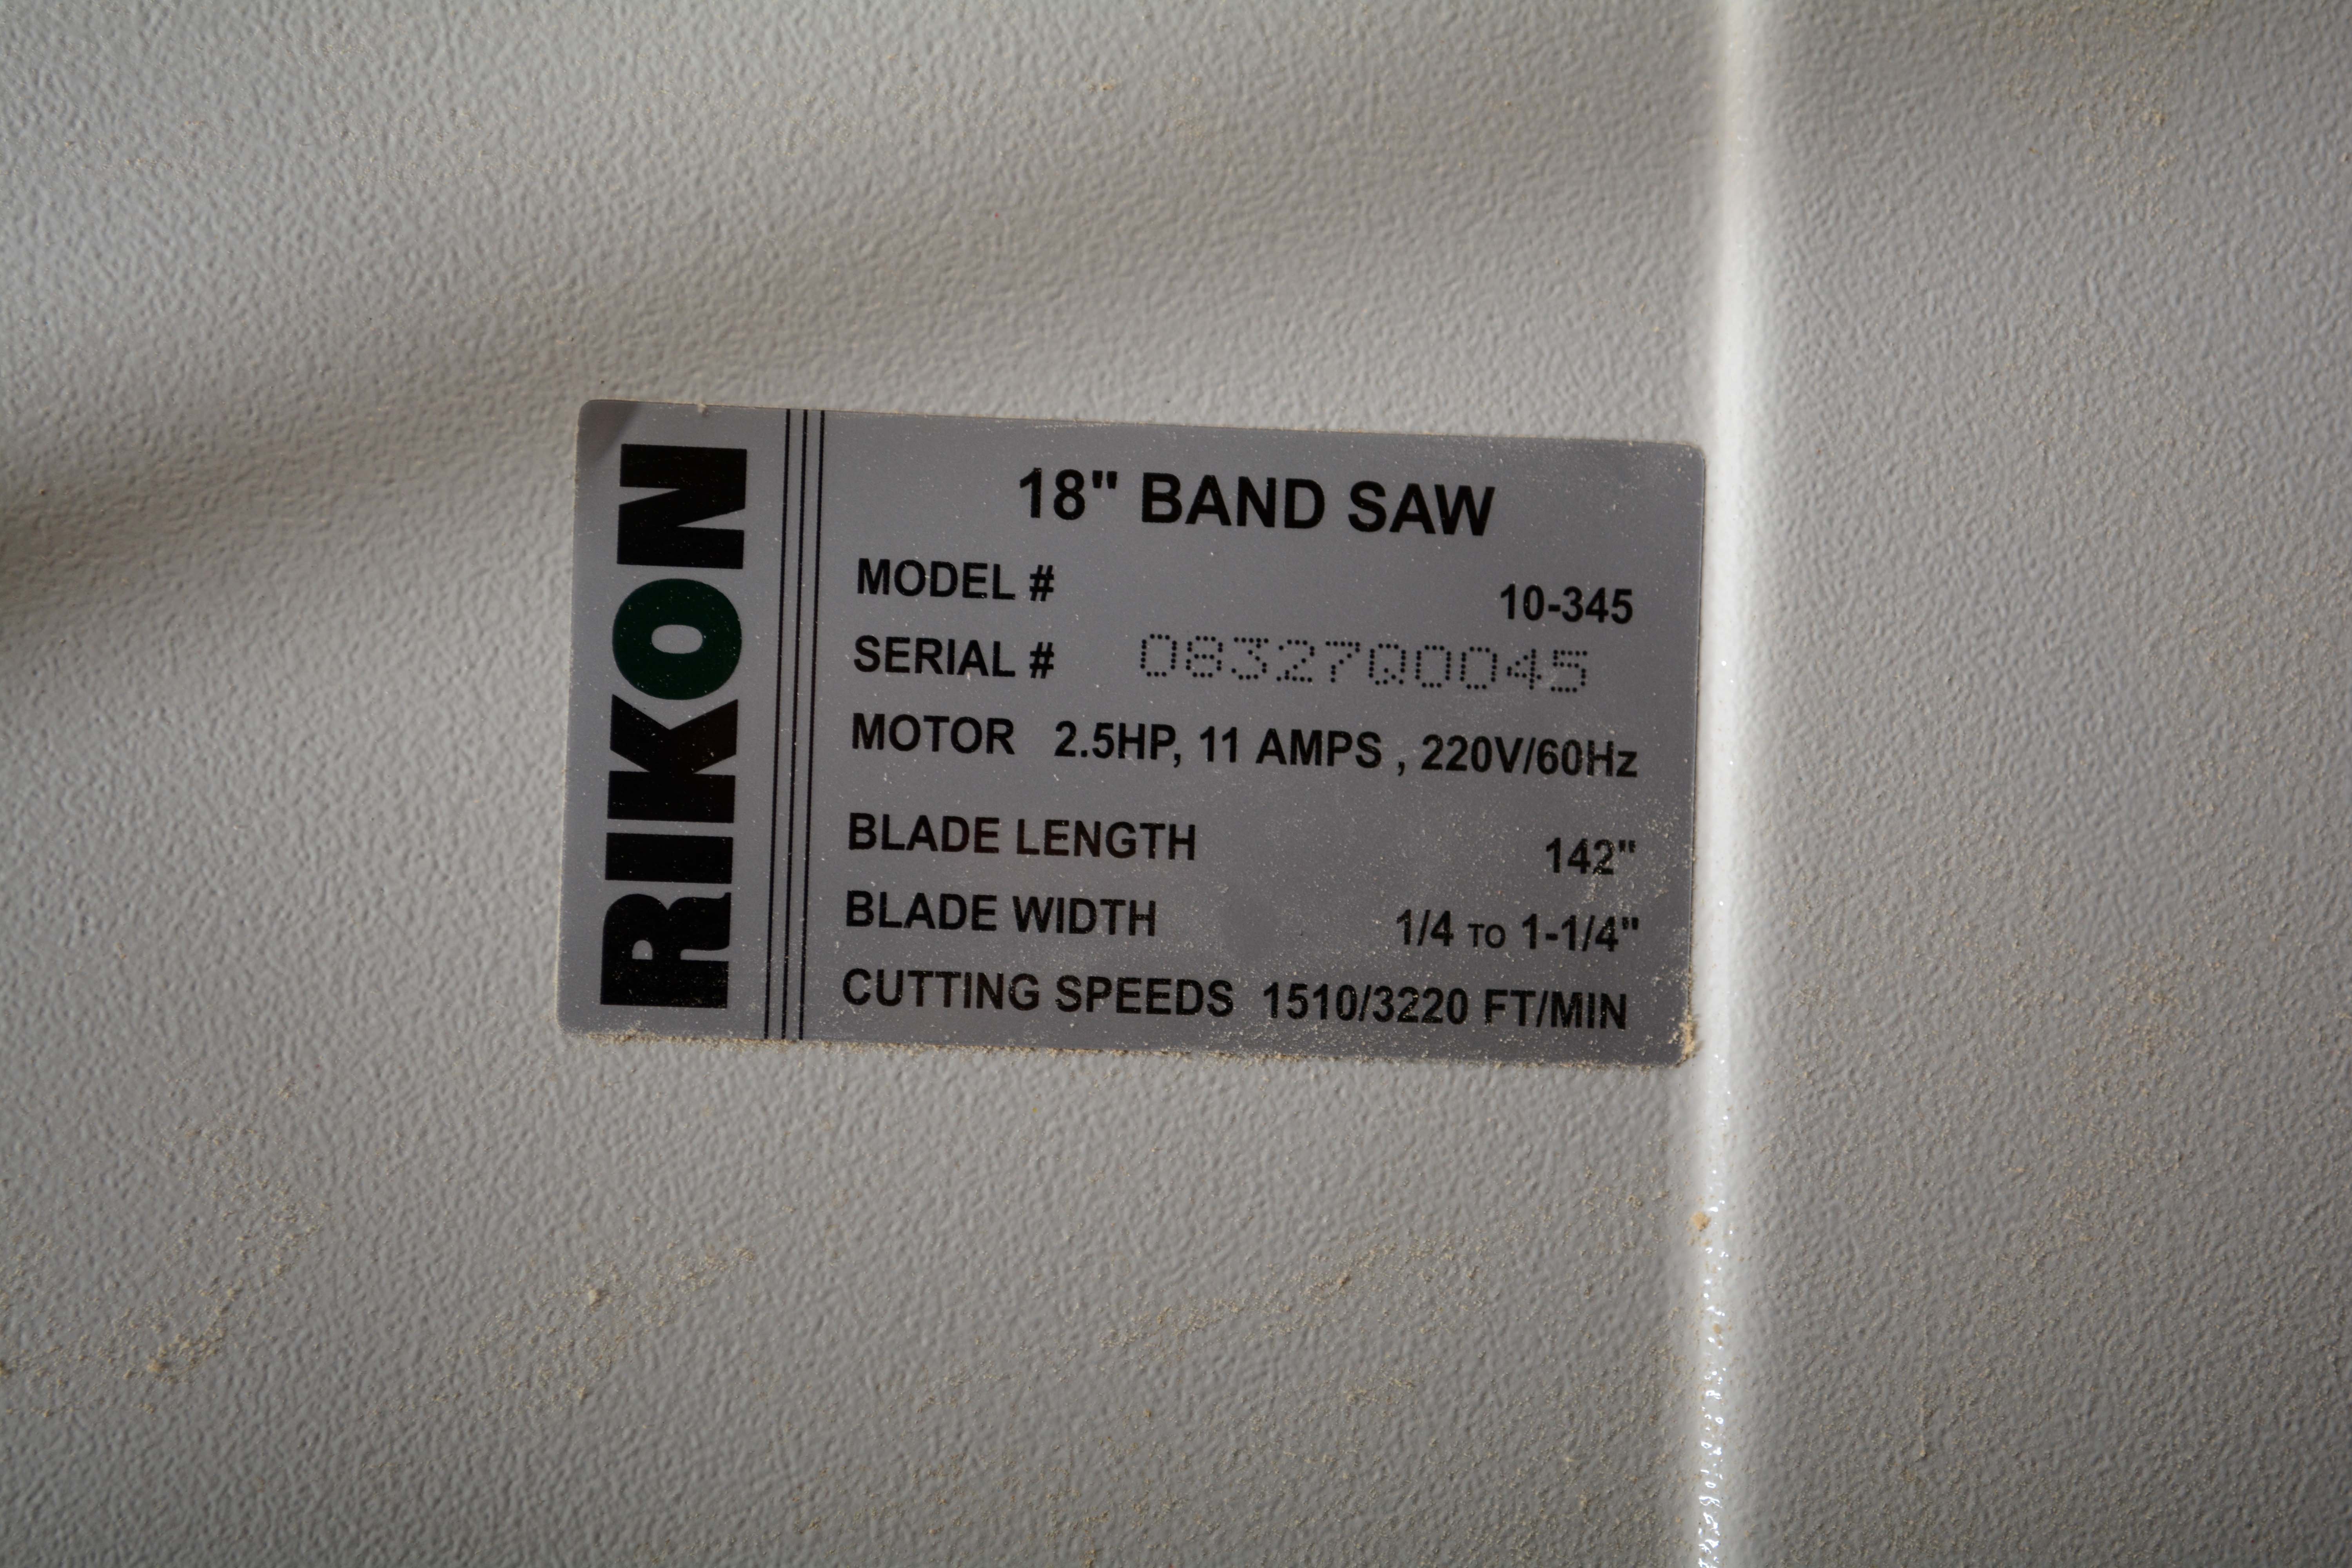 RIKON
18" BAND SAW
MODEL # 10-345
SERIAL # 08327Q0045
MOTOR 2.5HP, 11 AMPS , 220V/60Hz
BLADE LENGTH 142"
BLADE WIDTH 1/4 TO 1-1/4"
CUTTING SPEEDS 1510/3220 FT/MIN